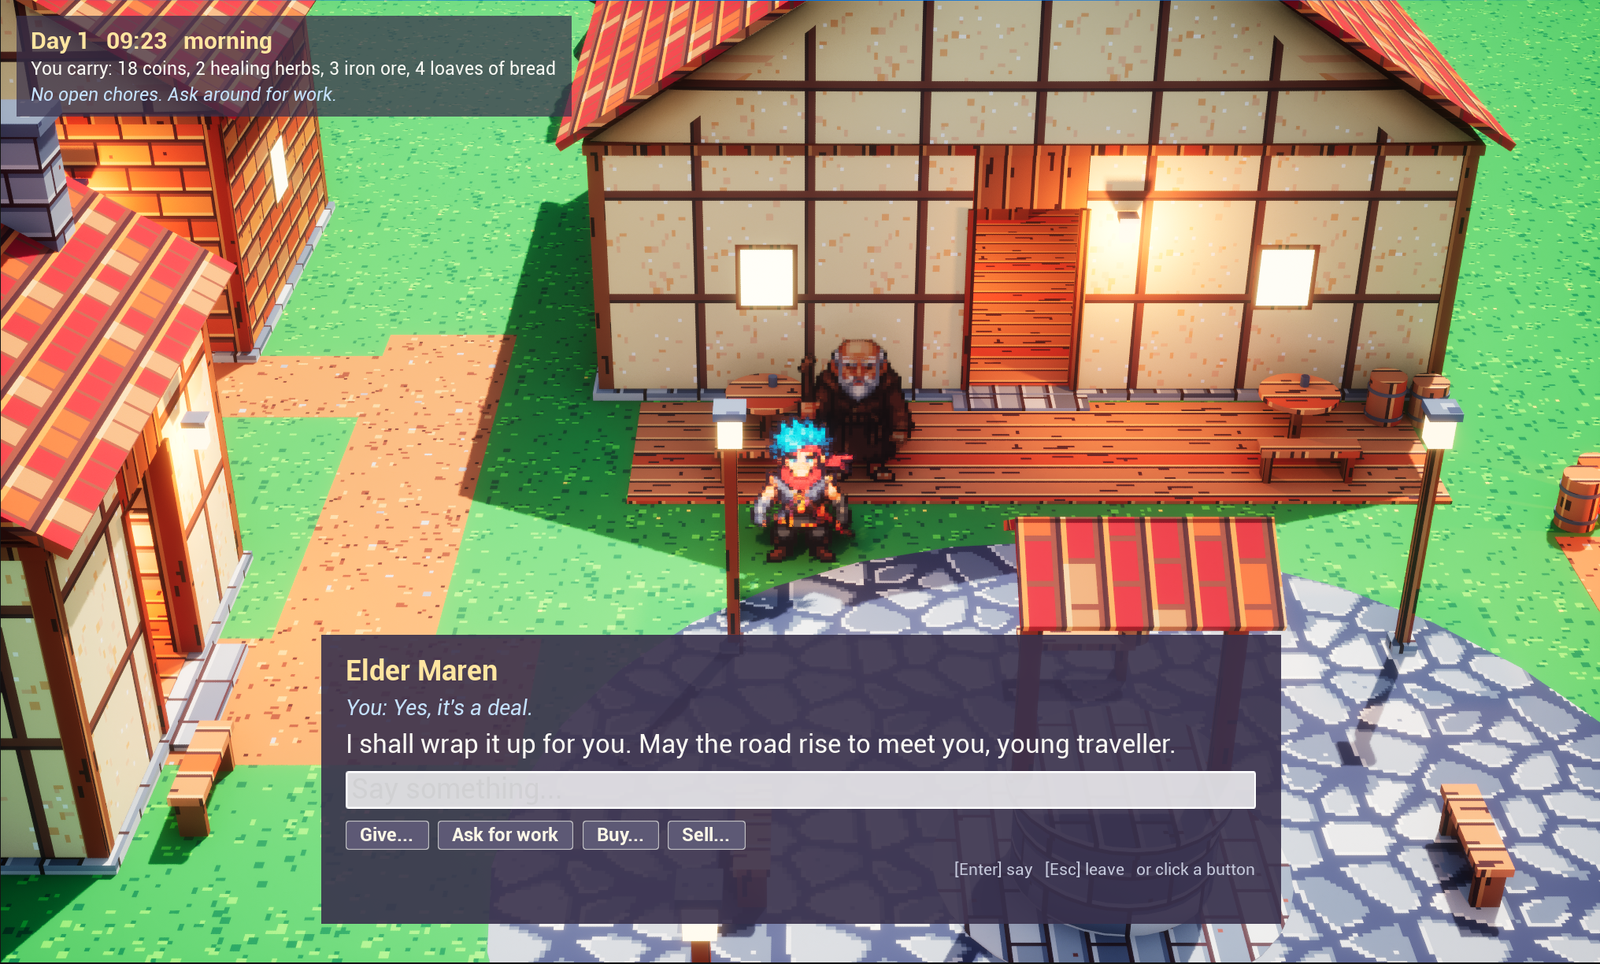 Day 1 09:23 morning
You carry: 18 coins, 2 healing herbs, 3 iron ore, 4 loaves of bread
No open chores. Ask around for work.
Elder Maren
You: Yes, it's a deal.
I shall wrap it up for you. May the road rise to meet you, young traveller.
Say something...
Give... Ask for work Buy... Sell...
[Enter] say [Esc] leave or click a button